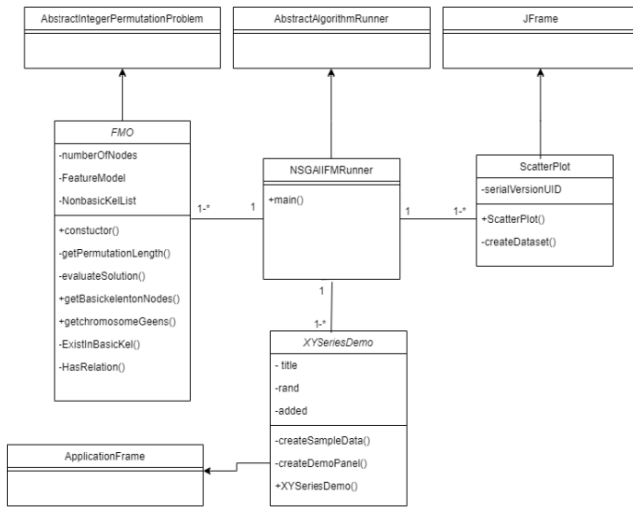 AbstractIntegerPermutationProblem
AbstractAlgorithmRunner
JFrame
FMO
-numberOfNodes
-FeatureModel
-NonbasicKelList
+constuctor()
-getPermutationLength()
-evaluateSolution()
+getBasickelentonNodes()
+getchromosomeGeens()
-ExistInBasicKel()
-HasRelation()
1-*
1
NSGAIIFMRunner
+main()
1
1-*
ScatterPlot
-serialVersionUID
+ScatterPlot()
-createDataset()
1
1-*
XYSeriesDemo
- title
-rand
-added
-createSampleData()
-createDemoPanel()
+XYSeriesDemo()
ApplicationFrame